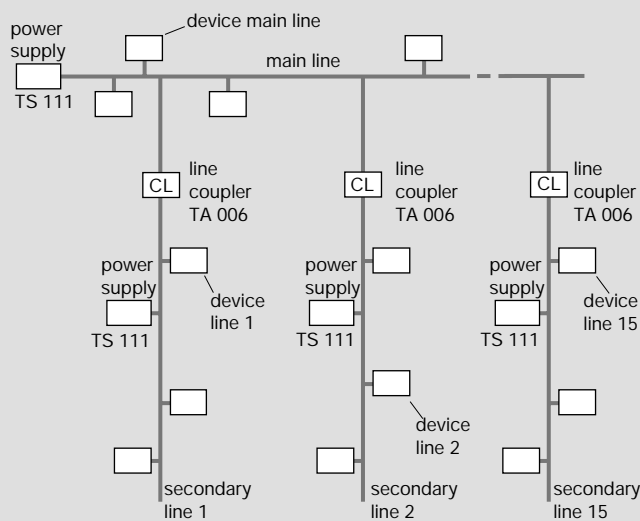 device main line
power
supply
TS 111
main line
CL
line
coupler
TA 006
CL
line
coupler
TA 006
CL
line
coupler
TA 006
power
supply
TS 111
device
line 1
power
supply
TS 111
device
line 2
power
supply
TS 111
device
line 15
secondary
line 1
secondary
line 2
secondary
line 15